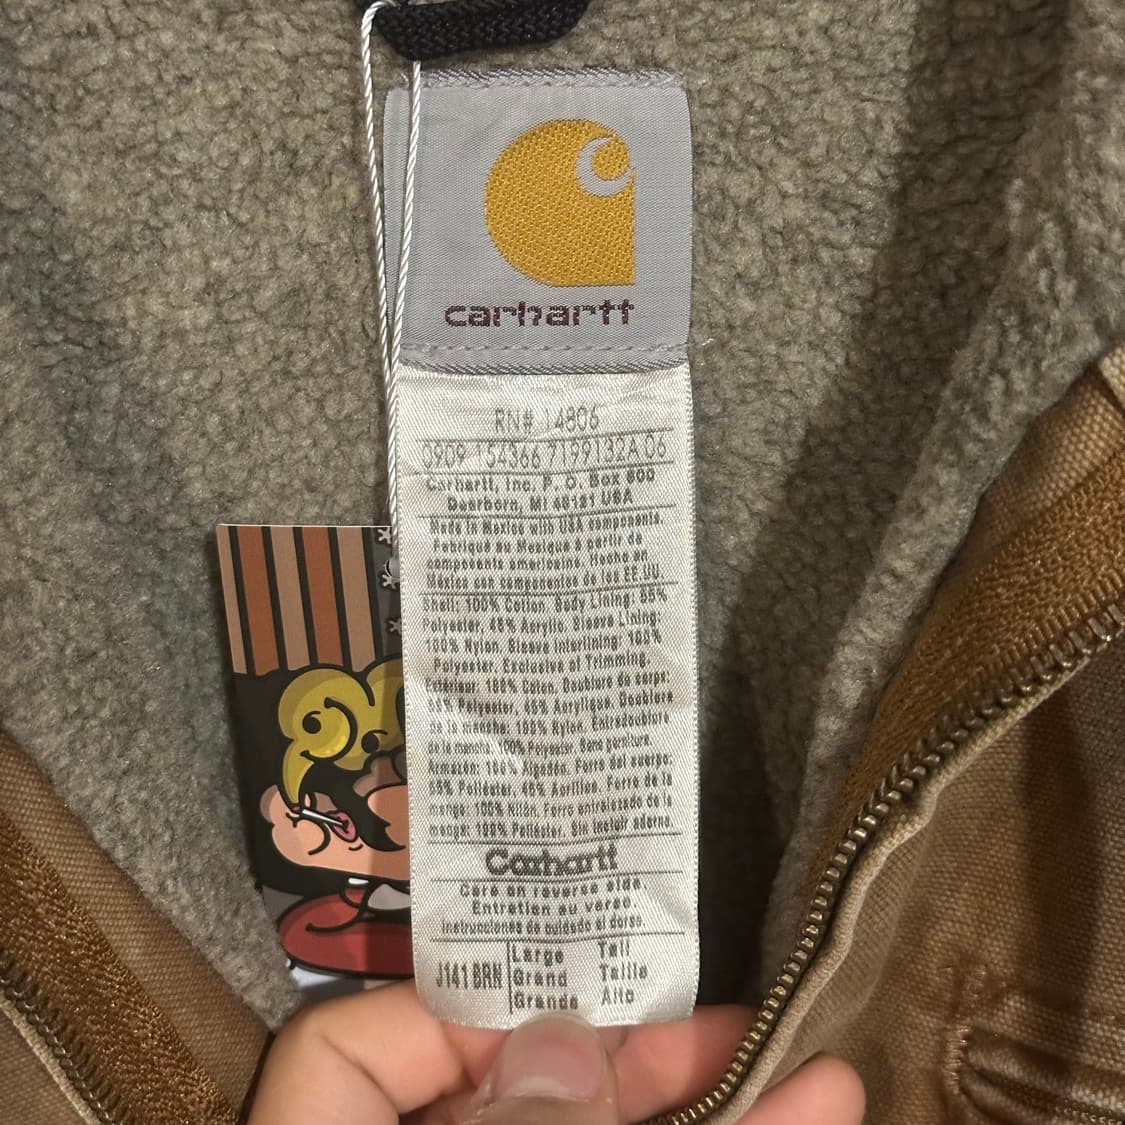 carhartt
RN# 14806
0909 154366 7199132A 06
Carhartt, Inc. P. O. Box 600
Dearborn, MI 48121 USA
Made in Mexico with USA components.
Fabriqué au Mexique à partir de
components americains. Hecho en
México con componentes de los EE.UU.
Shell: 100% Cotton. Body Lining: 55%
Polyester, 45% Acrylic. Sleeve Lining:
100% Nylon. Sleeve Interlining: 100%
Polyester, Exclusive of Trimming.
Extérieur: 100% Coton. Doublure du corps:
55% Polyester, 45% Acrylique. Doublure
de la manche: 100% Nylon. Entredoublure
de la manche: 100% Polyester. Sans garniture.
Armazón: 100% Algodón. Forro del cuerpo:
55% Poliéster, 45% Acrílico. Forro de la
manga: 100% Nilón. Forro entretelado de la
manga: 100% Poliéster. Sin incluir adorno.
Carhartt
Care on reverse side.
Entretien au verso.
Instrucciones de cuidado al dorso.
J141 BRN Large Tall
Grand Taille
Grande Alto